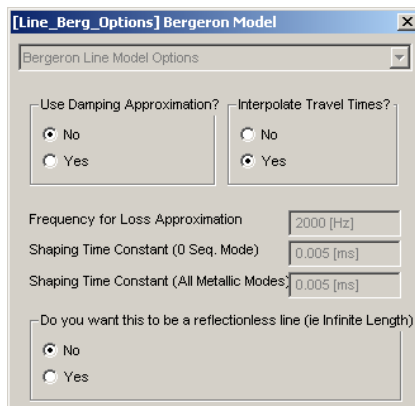 [Line_Berg_Options] Bergeron Model
Bergeron Line Model Options
Use Damping Approximation?
No
Yes
Interpolate Travel Times?
No
Yes
Frequency for Loss Approximation 2000 [Hz]
Shaping Time Constant (0 Seq. Mode) 0.005 [ms]
Shaping Time Constant (All Metallic Modes) 0.005 [ms]
Do you want this to be a reflectionless line (ie Infinite Length)
No
Yes